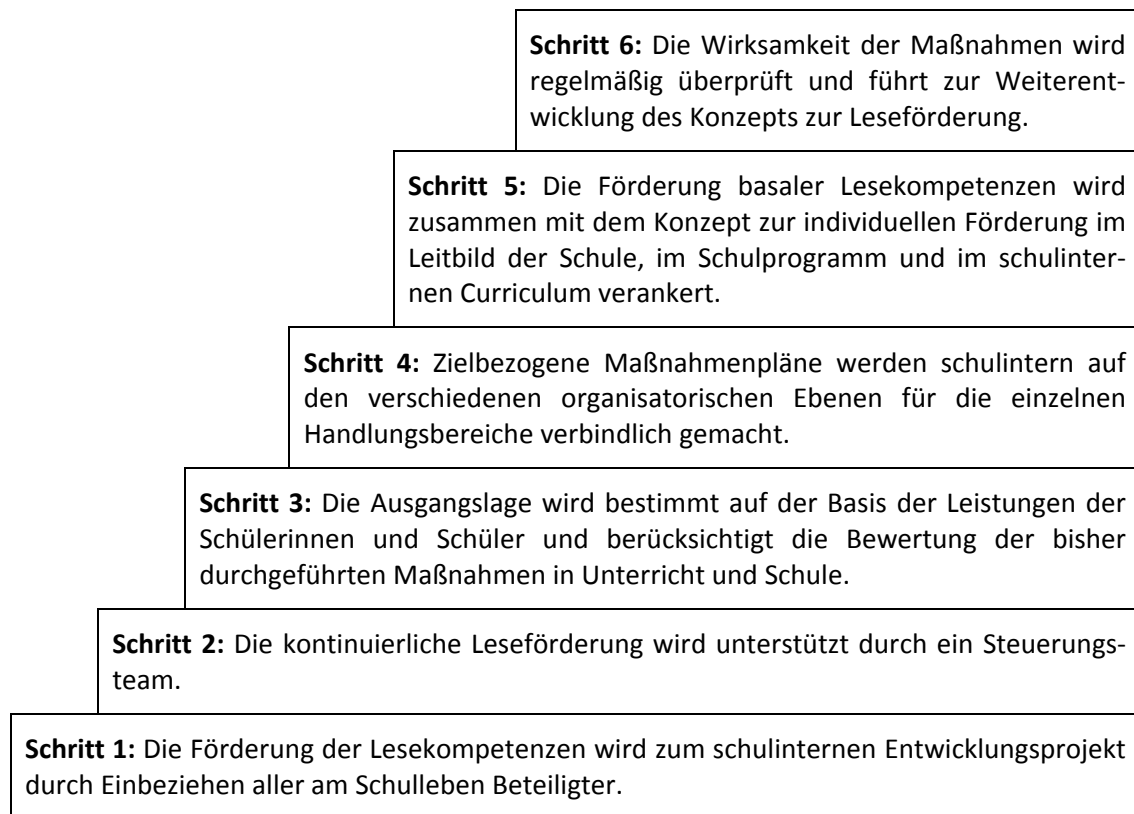 Schritt 6: Die Wirksamkeit der Maßnahmen wird
regelmäßig überprüft und führt zur Weiterent-
wicklung des Konzepts zur Leseförderung.
Schritt 5: Die Förderung basaler Lesekompetenzen wird
zusammen mit dem Konzept zur individuellen Förderung im
Leitbild der Schule, im Schulprogramm und im schulinter-
nen Curriculum verankert.
Schritt 4: Zielbezogene Maßnahmenpläne werden schulintern auf
den verschiedenen organisatorischen Ebenen für die einzelnen
Handlungsbereiche verbindlich gemacht.
Schritt 3: Die Ausgangslage wird bestimmt auf der Basis der Leistungen der
Schülerinnen und Schüler und berücksichtigt die Bewertung der bisher
durchgeführten Maßnahmen in Unterricht und Schule.
Schritt 2: Die kontinuierliche Leseförderung wird unterstützt durch ein Steuerungs-
team.
Schritt 1: Die Förderung der Lesekompetenzen wird zum schulinternen Entwicklungsprojekt
durch Einbeziehen aller am Schulleben Beteiligter.